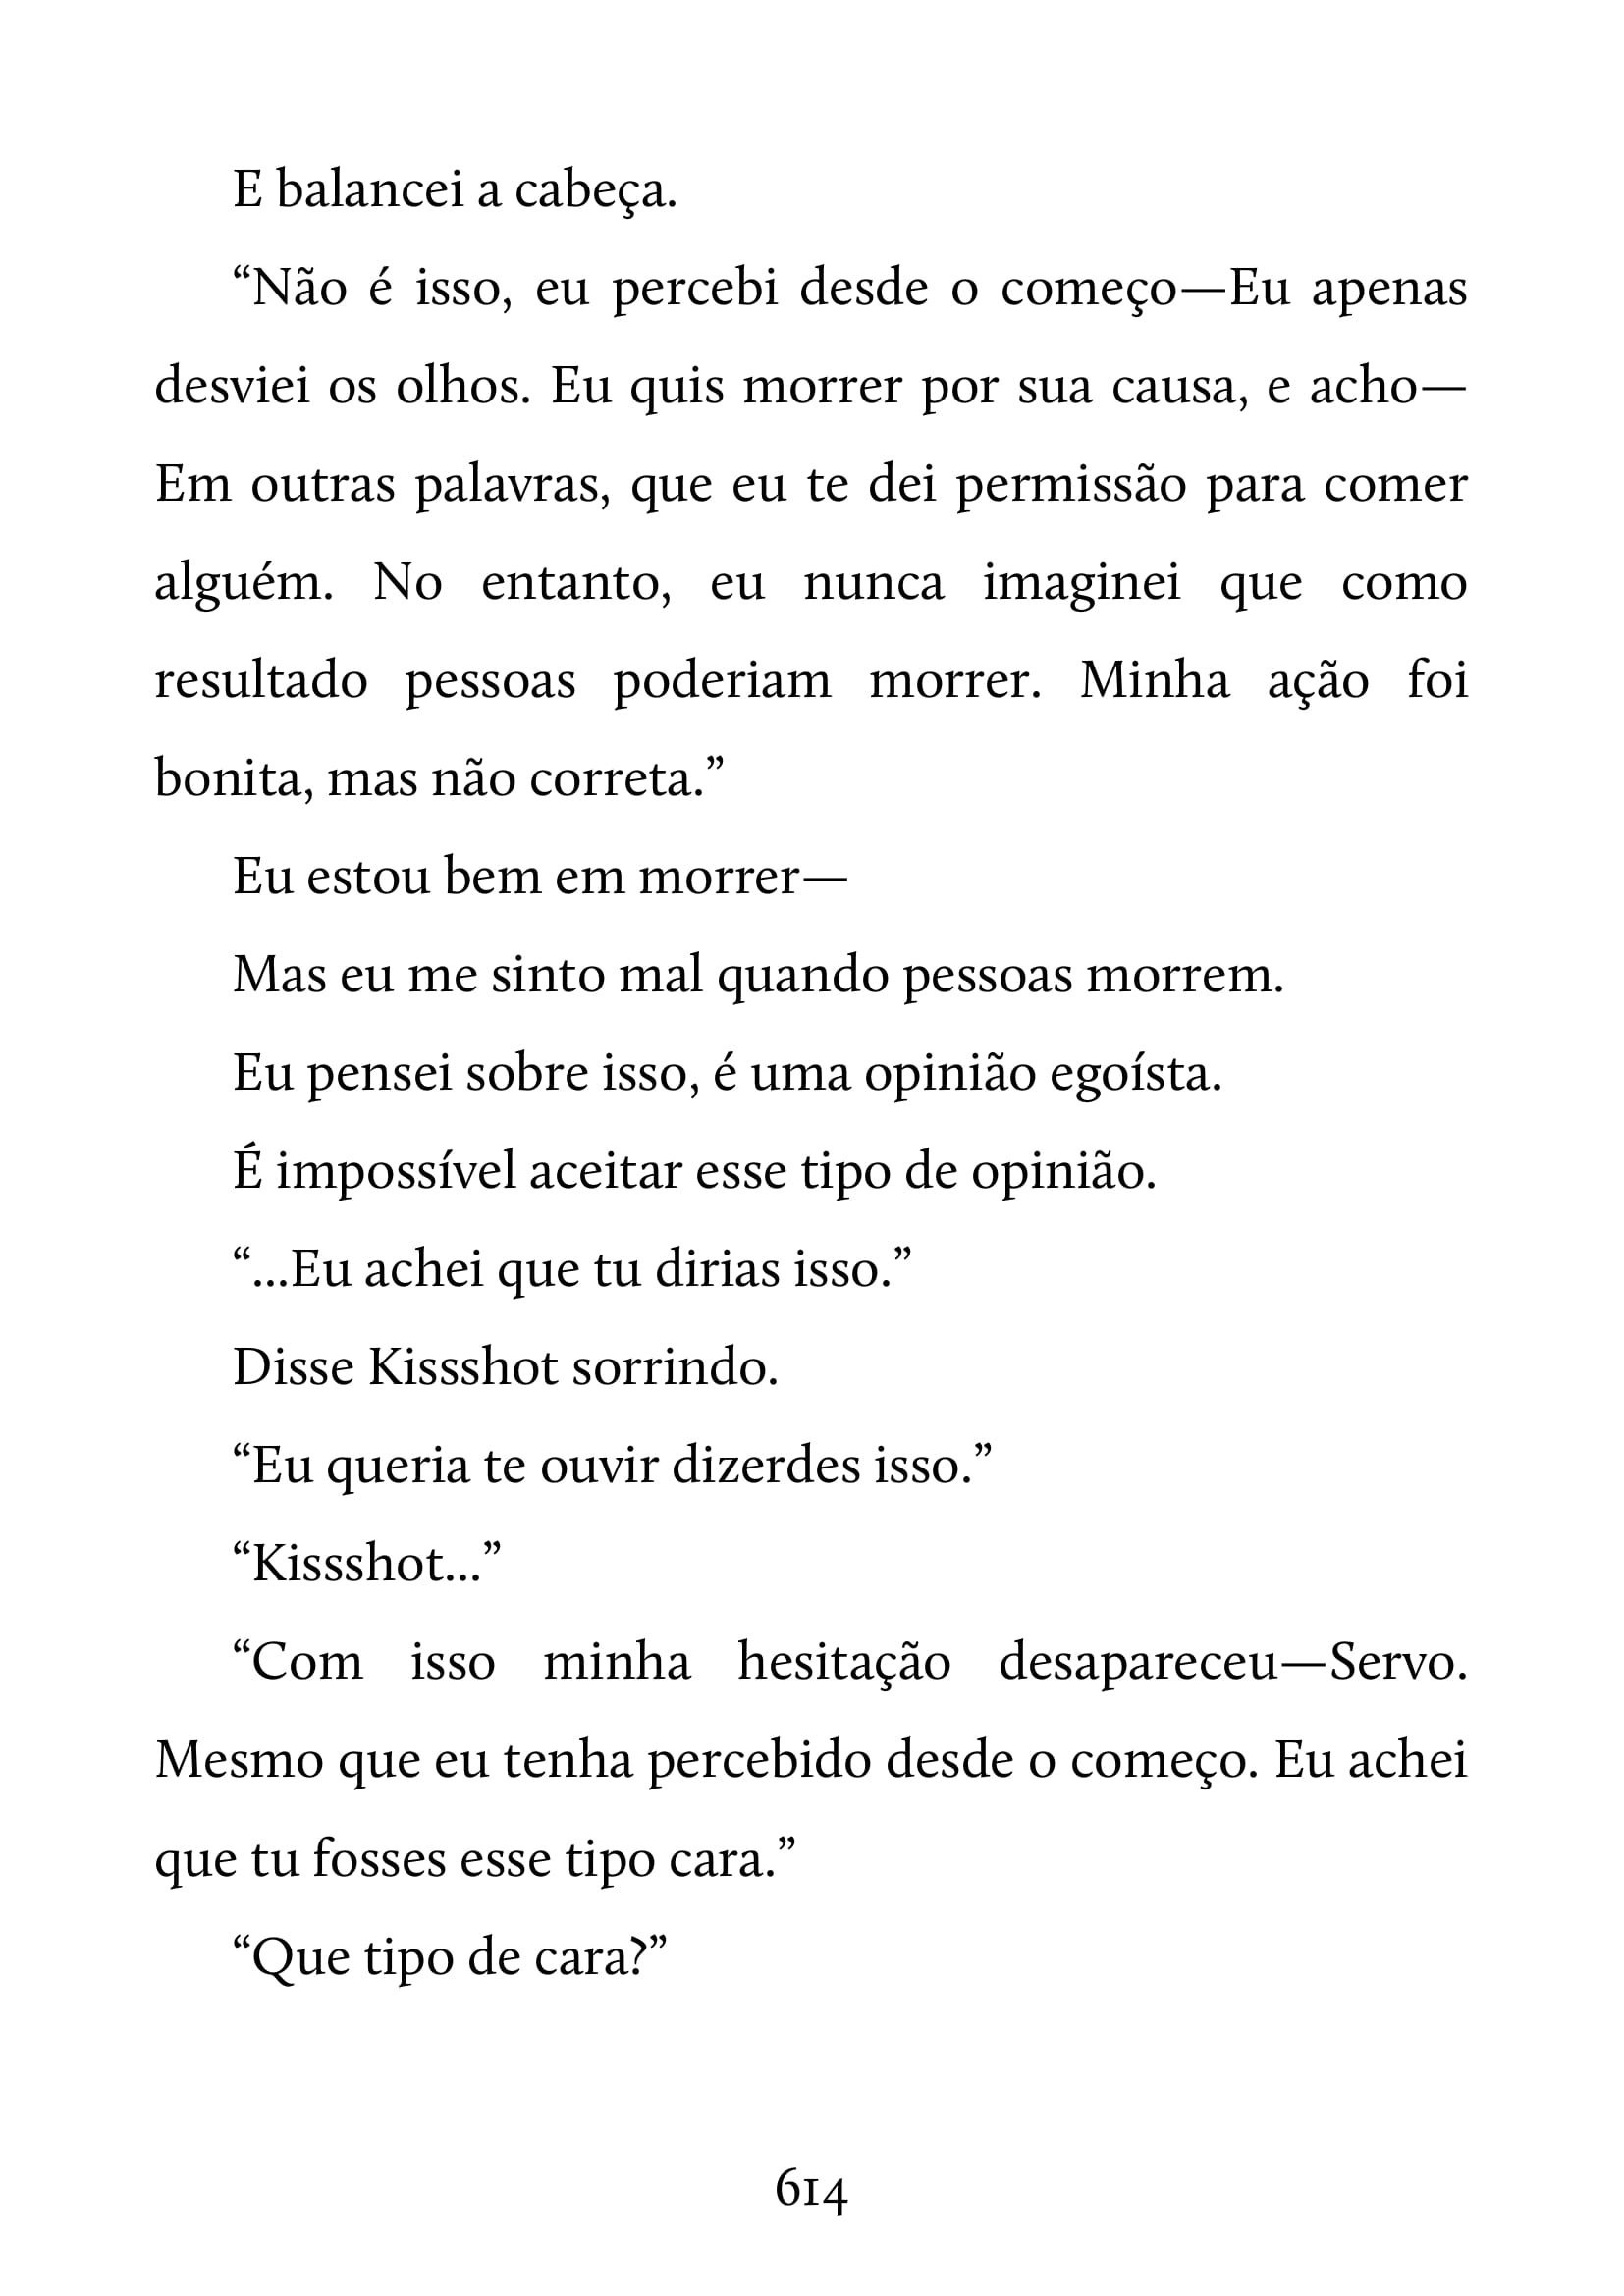 E balancei a cabeça.
“Não é isso, eu percebi desde o começo—Eu apenas
desviei os olhos. Eu quis morrer por sua causa, e acho—
Em outras palavras, que eu te dei permissão para comer
alguém. No entanto, eu nunca imaginei que como
resultado pessoas poderiam morrer. Minha ação foi
bonita, mas não correta.”
Eu estou bem em morrer—
Mas eu me sinto mal quando pessoas morrem.
Eu pensei sobre isso, é uma opinião egoísta.
É impossível aceitar esse tipo de opinião.
“...Eu achei que tu dirias isso.”
Disse Kissshot sorrindo.
“Eu queria te ouvir dizerdes isso.”
“Kissshot...”
“Com isso minha hesitação desapareceu—Servo.
Mesmo que eu tenha percebido desde o começo. Eu achei
que tu fosses esse tipo cara.”
“Que tipo de cara?”
614